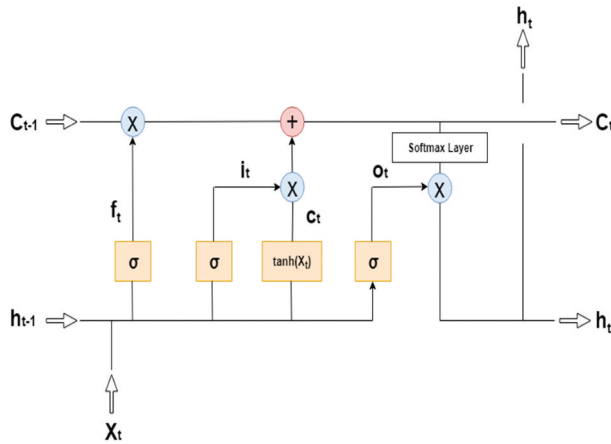 hₜ
Cₜ₋₁
X
+
Cₜ
Softmax Layer
iₜ
X
oₜ
X
fₜ
cₜ
σ
σ
tanh(Xₜ)
σ
hₜ₋₁
hₜ
Xₜ